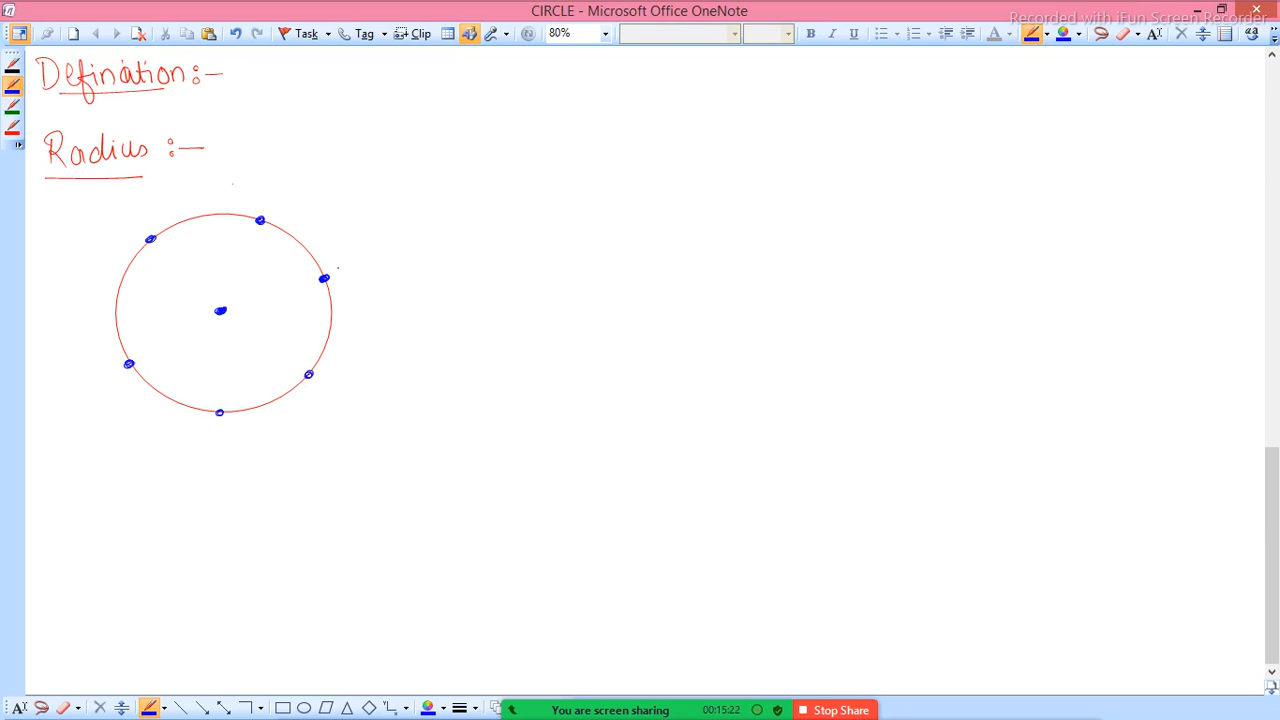 CIRCLE - Microsoft Office OneNote
Recorded with iFun Screen Recorder
Task Tag Clip 80% B I U A
Defination:-
Radius :-
You are screen sharing 00:15:22 Stop Share